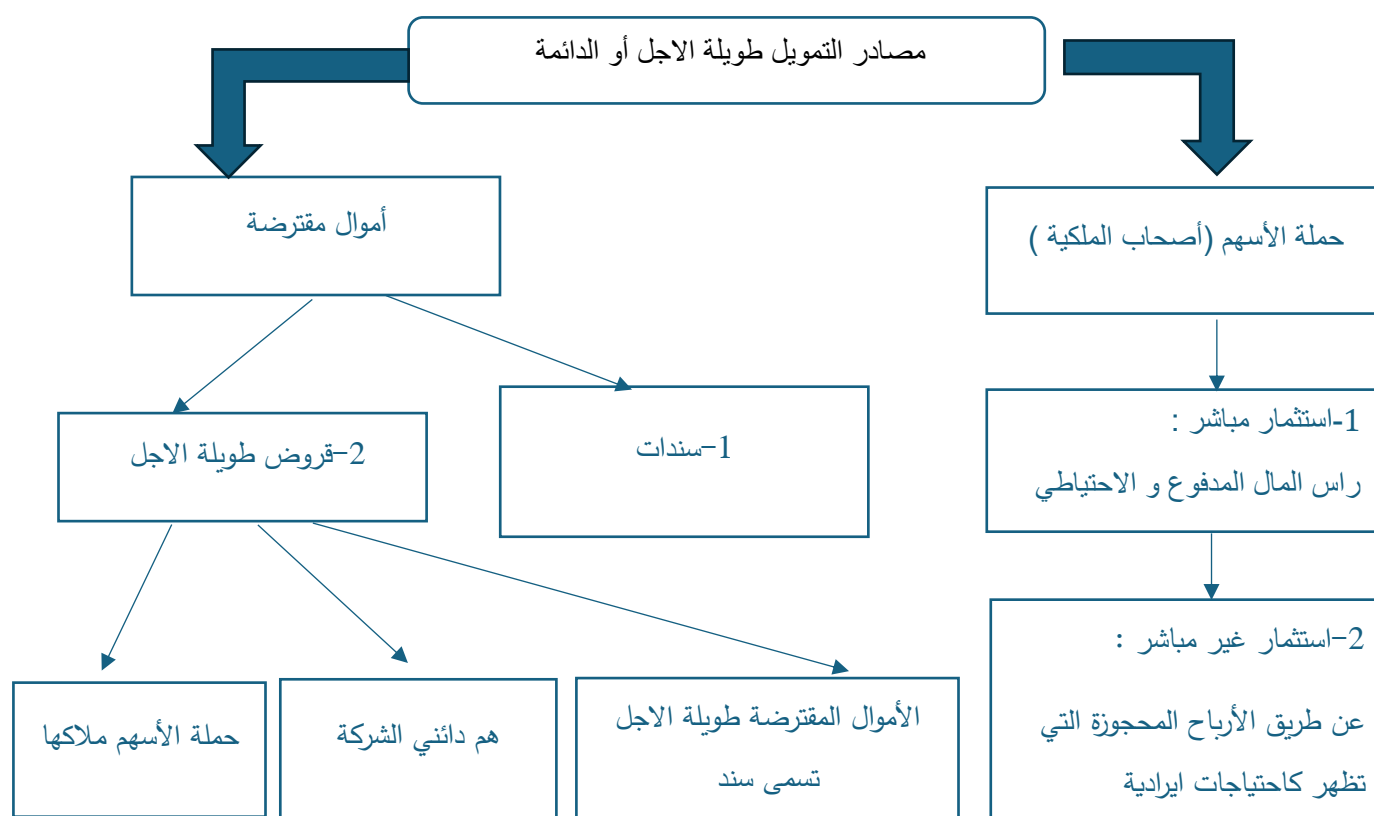 مصادر التمويل طويلة الاجل أو الدائمة
حملة الأسهم (أصحاب الملكية )
أموال مقترضة
1-استثمار مباشر :
راس المال المدفوع و الاحتياطي
1-سندات
2-قروض طويلة الاجل
2-استثمار غير مباشر :
عن طريق الأرباح المحجوزة التي
تظهر كاحتياجات ايرادية
الأموال المقترضة طويلة الاجل
تسمى سند
هم دائني الشركة
حملة الأسهم ملاكها